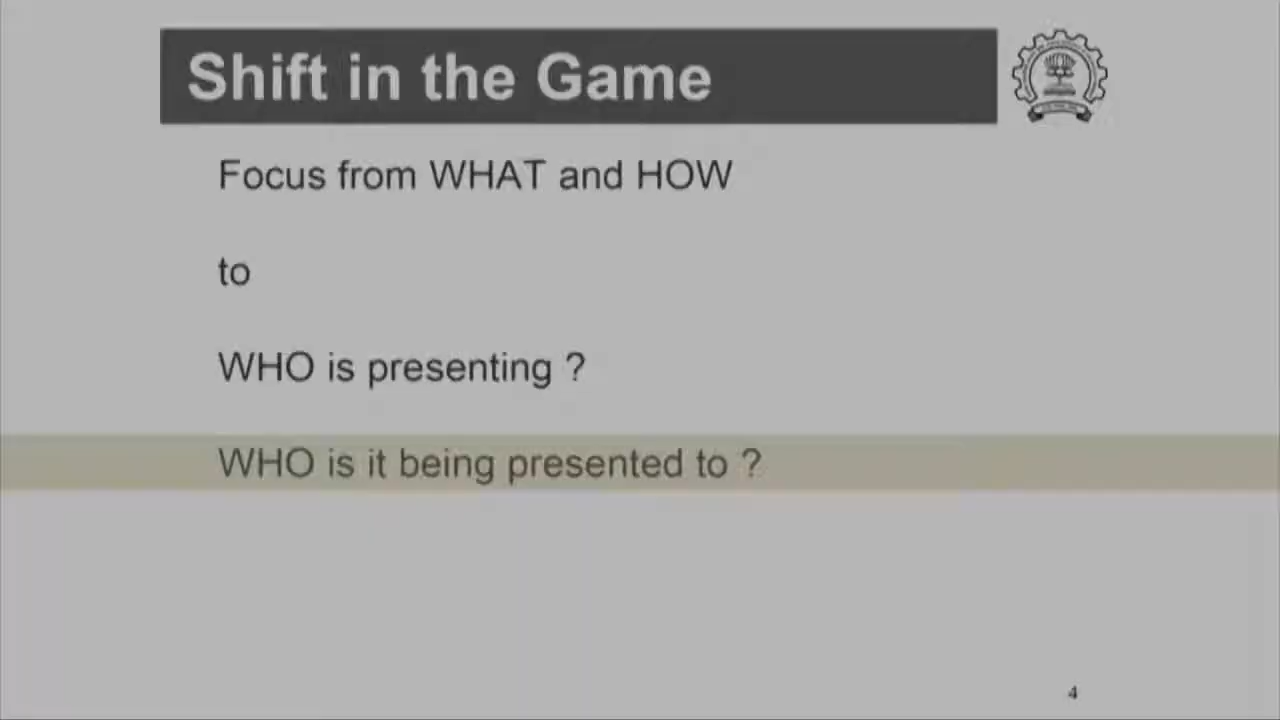 Shift in the Game
Focus from WHAT and HOW
to
WHO is presenting ?
WHO is it being presented to ?
4